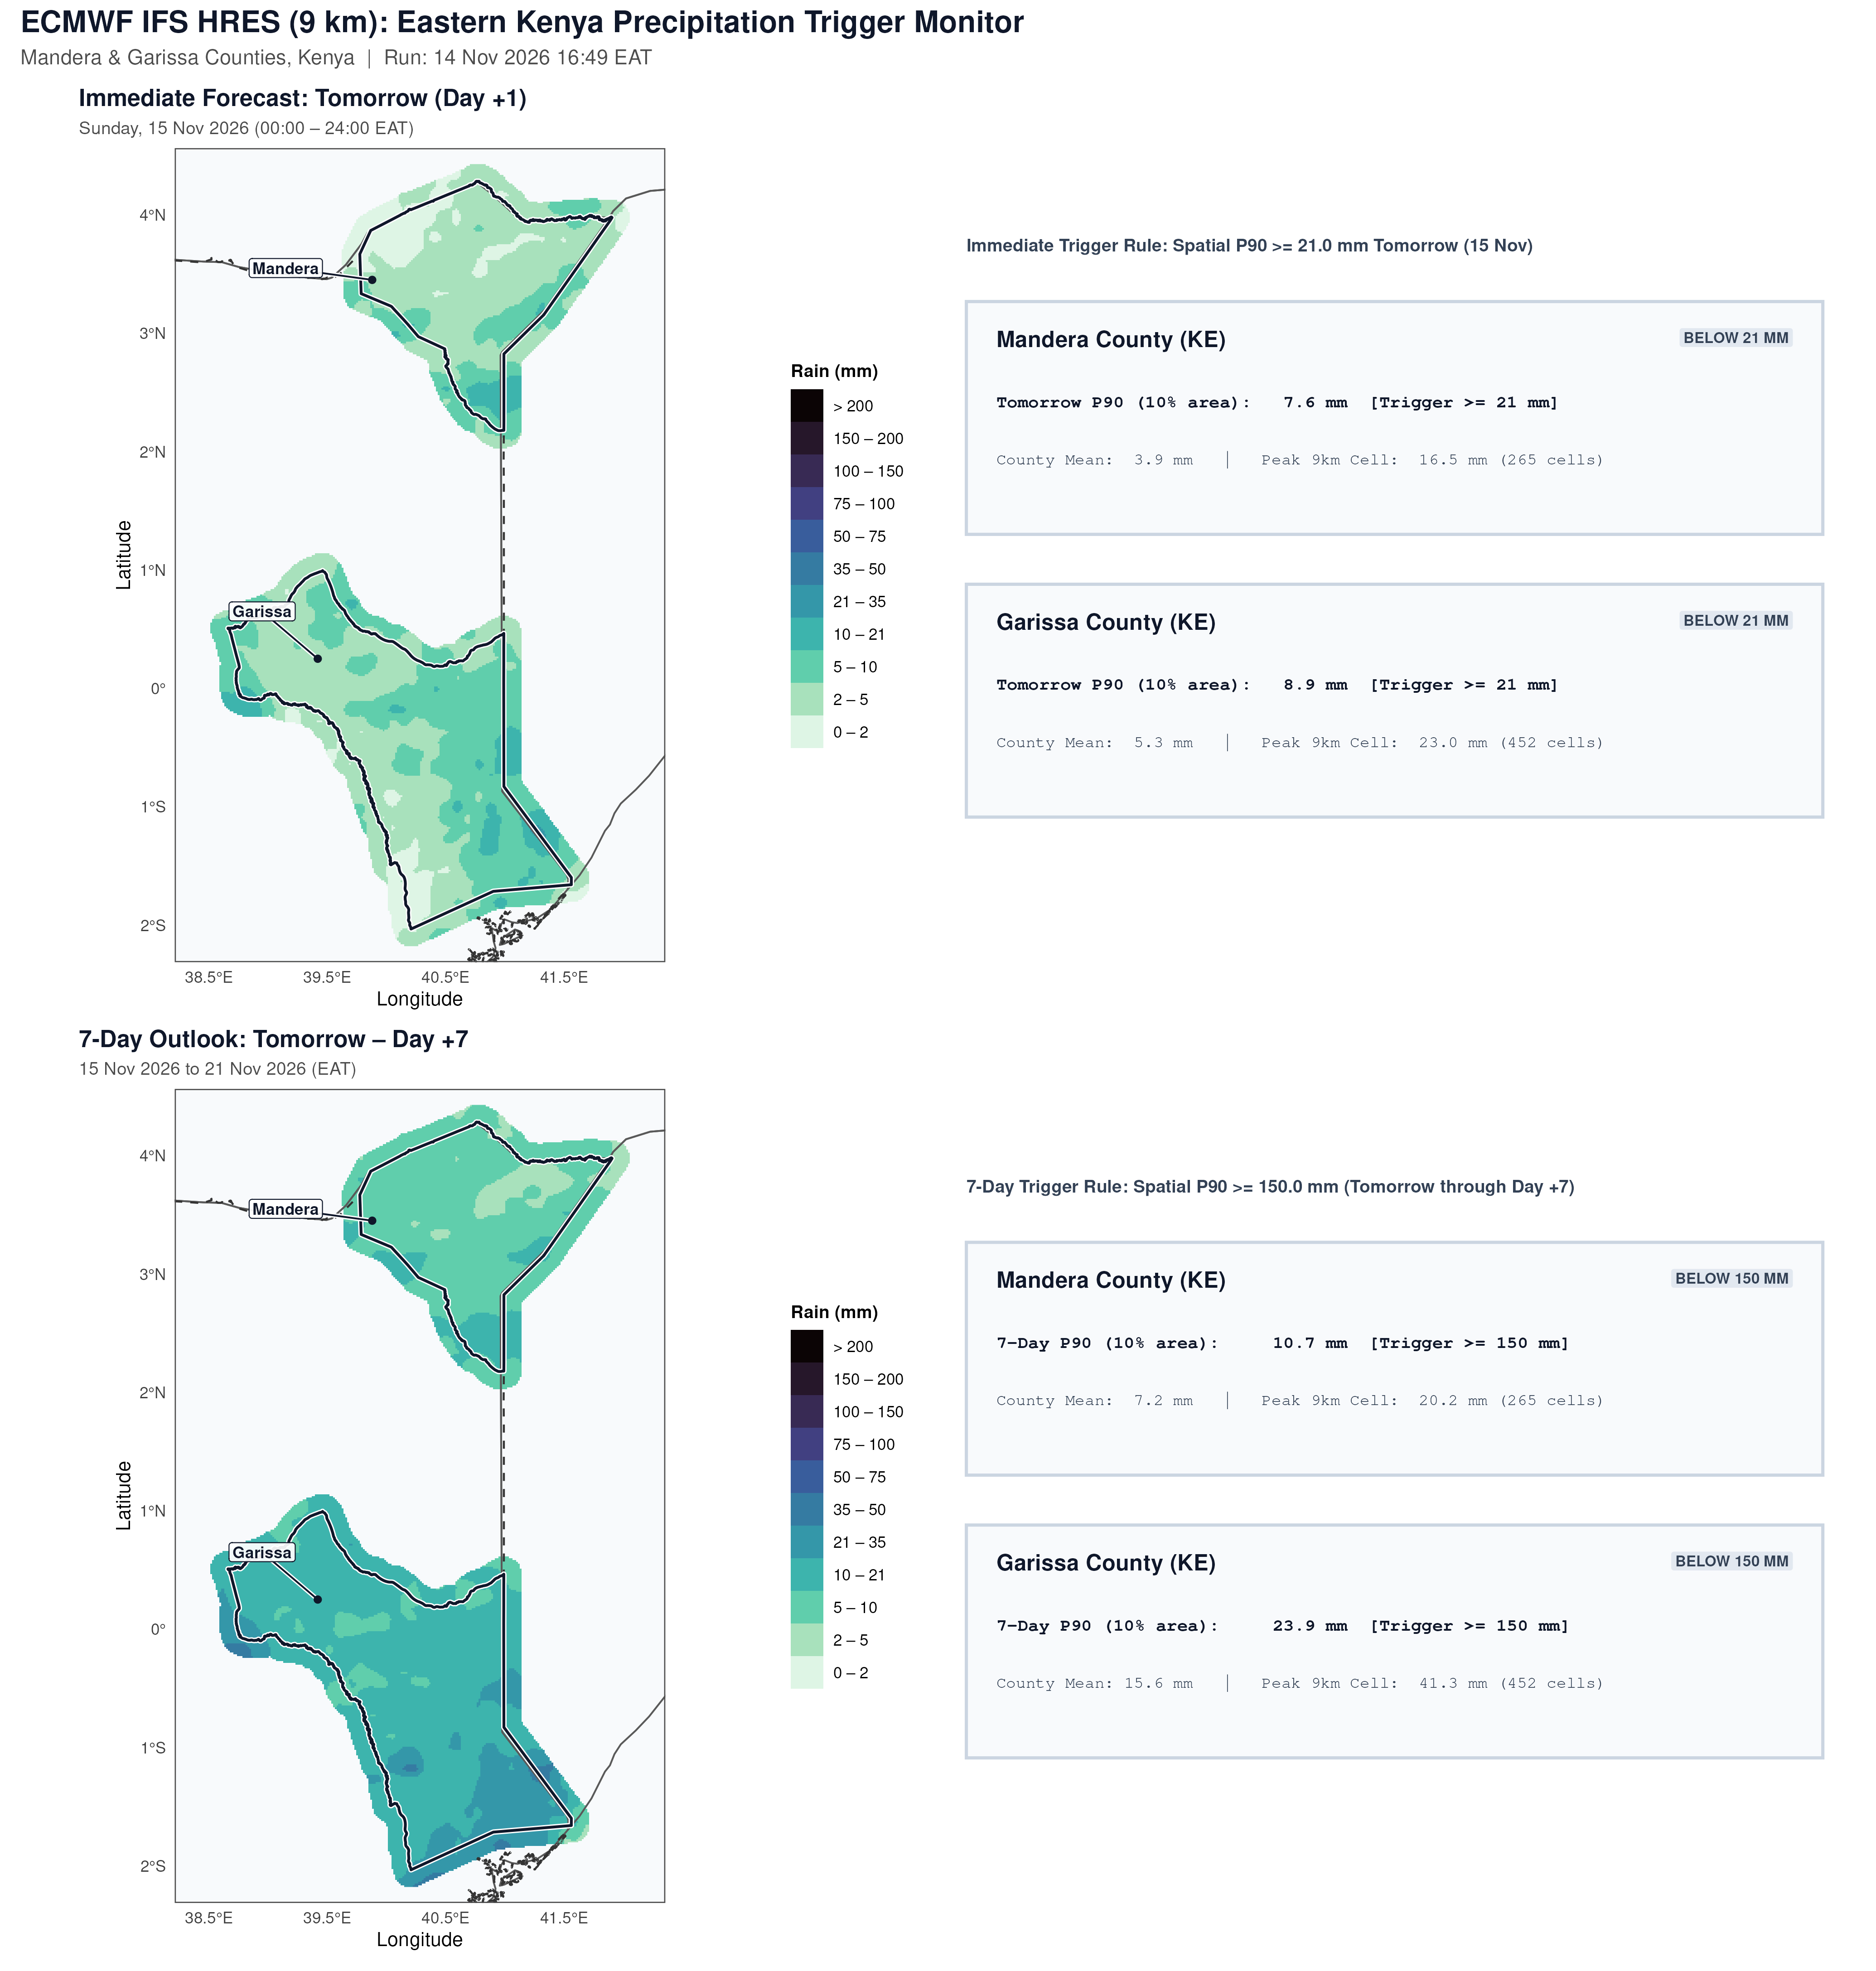 ECMWF IFS HRES (9 km): Eastern Kenya Precipitation Trigger Monitor
Mandera & Garissa Counties, Kenya | Run: 14 Nov 2026 16:49 EAT
Immediate Forecast: Tomorrow (Day +1)
Sunday, 15 Nov 2026 (00:00 – 24:00 EAT)
4°N
3°N
2°N
1°N
0°
1°S
2°S
Latitude
Mandera
Garissa
38.5°E 39.5°E 40.5°E 41.5°E
Longitude
Rain (mm)
> 200
150 – 200
100 – 150
75 – 100
50 – 75
35 – 50
21 – 35
10 – 21
5 – 10
2 – 5
0 – 2
Immediate Trigger Rule: Spatial P90 >= 21.0 mm Tomorrow (15 Nov)
Mandera County (KE) BELOW 21 MM
Tomorrow P90 (10% area): 7.6 mm [Trigger >= 21 mm]
County Mean: 3.9 mm | Peak 9km Cell: 16.5 mm (265 cells)
Garissa County (KE) BELOW 21 MM
Tomorrow P90 (10% area): 8.9 mm [Trigger >= 21 mm]
County Mean: 5.3 mm | Peak 9km Cell: 23.0 mm (452 cells)
7-Day Outlook: Tomorrow – Day +7
15 Nov 2026 to 21 Nov 2026 (EAT)
4°N
3°N
2°N
1°N
0°
1°S
2°S
Latitude
Mandera
Garissa
38.5°E 39.5°E 40.5°E 41.5°E
Longitude
Rain (mm)
> 200
150 – 200
100 – 150
75 – 100
50 – 75
35 – 50
21 – 35
10 – 21
5 – 10
2 – 5
0 – 2
7-Day Trigger Rule: Spatial P90 >= 150.0 mm (Tomorrow through Day +7)
Mandera County (KE) BELOW 150 MM
7−Day P90 (10% area): 10.7 mm [Trigger >= 150 mm]
County Mean: 7.2 mm | Peak 9km Cell: 20.2 mm (265 cells)
Garissa County (KE) BELOW 150 MM
7−Day P90 (10% area): 23.9 mm [Trigger >= 150 mm]
County Mean: 15.6 mm | Peak 9km Cell: 41.3 mm (452 cells)